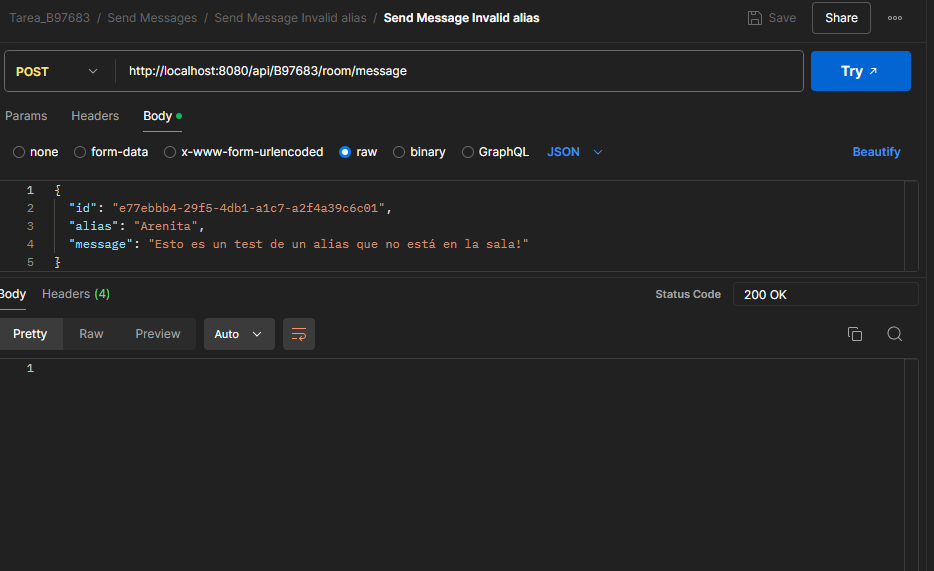 Tarea_B97683 / Send Messages / Send Message Invalid alias / Send Message Invalid alias Save Share
POST http://localhost:8080/api/B97683/room/message Try
Params Headers Body
none form-data x-www-form-urlencoded raw binary GraphQL JSON Beautify
1 {
2 "id": "e77ebbb4-29f5-4db1-a1c7-a2f4a39c6c01",
3 "alias": "Arenita",
4 "message": "Esto es un test de un alias que no está en la sala!"
5 }
Body Headers (4) Status Code 200 OK
Pretty Raw Preview Auto
1